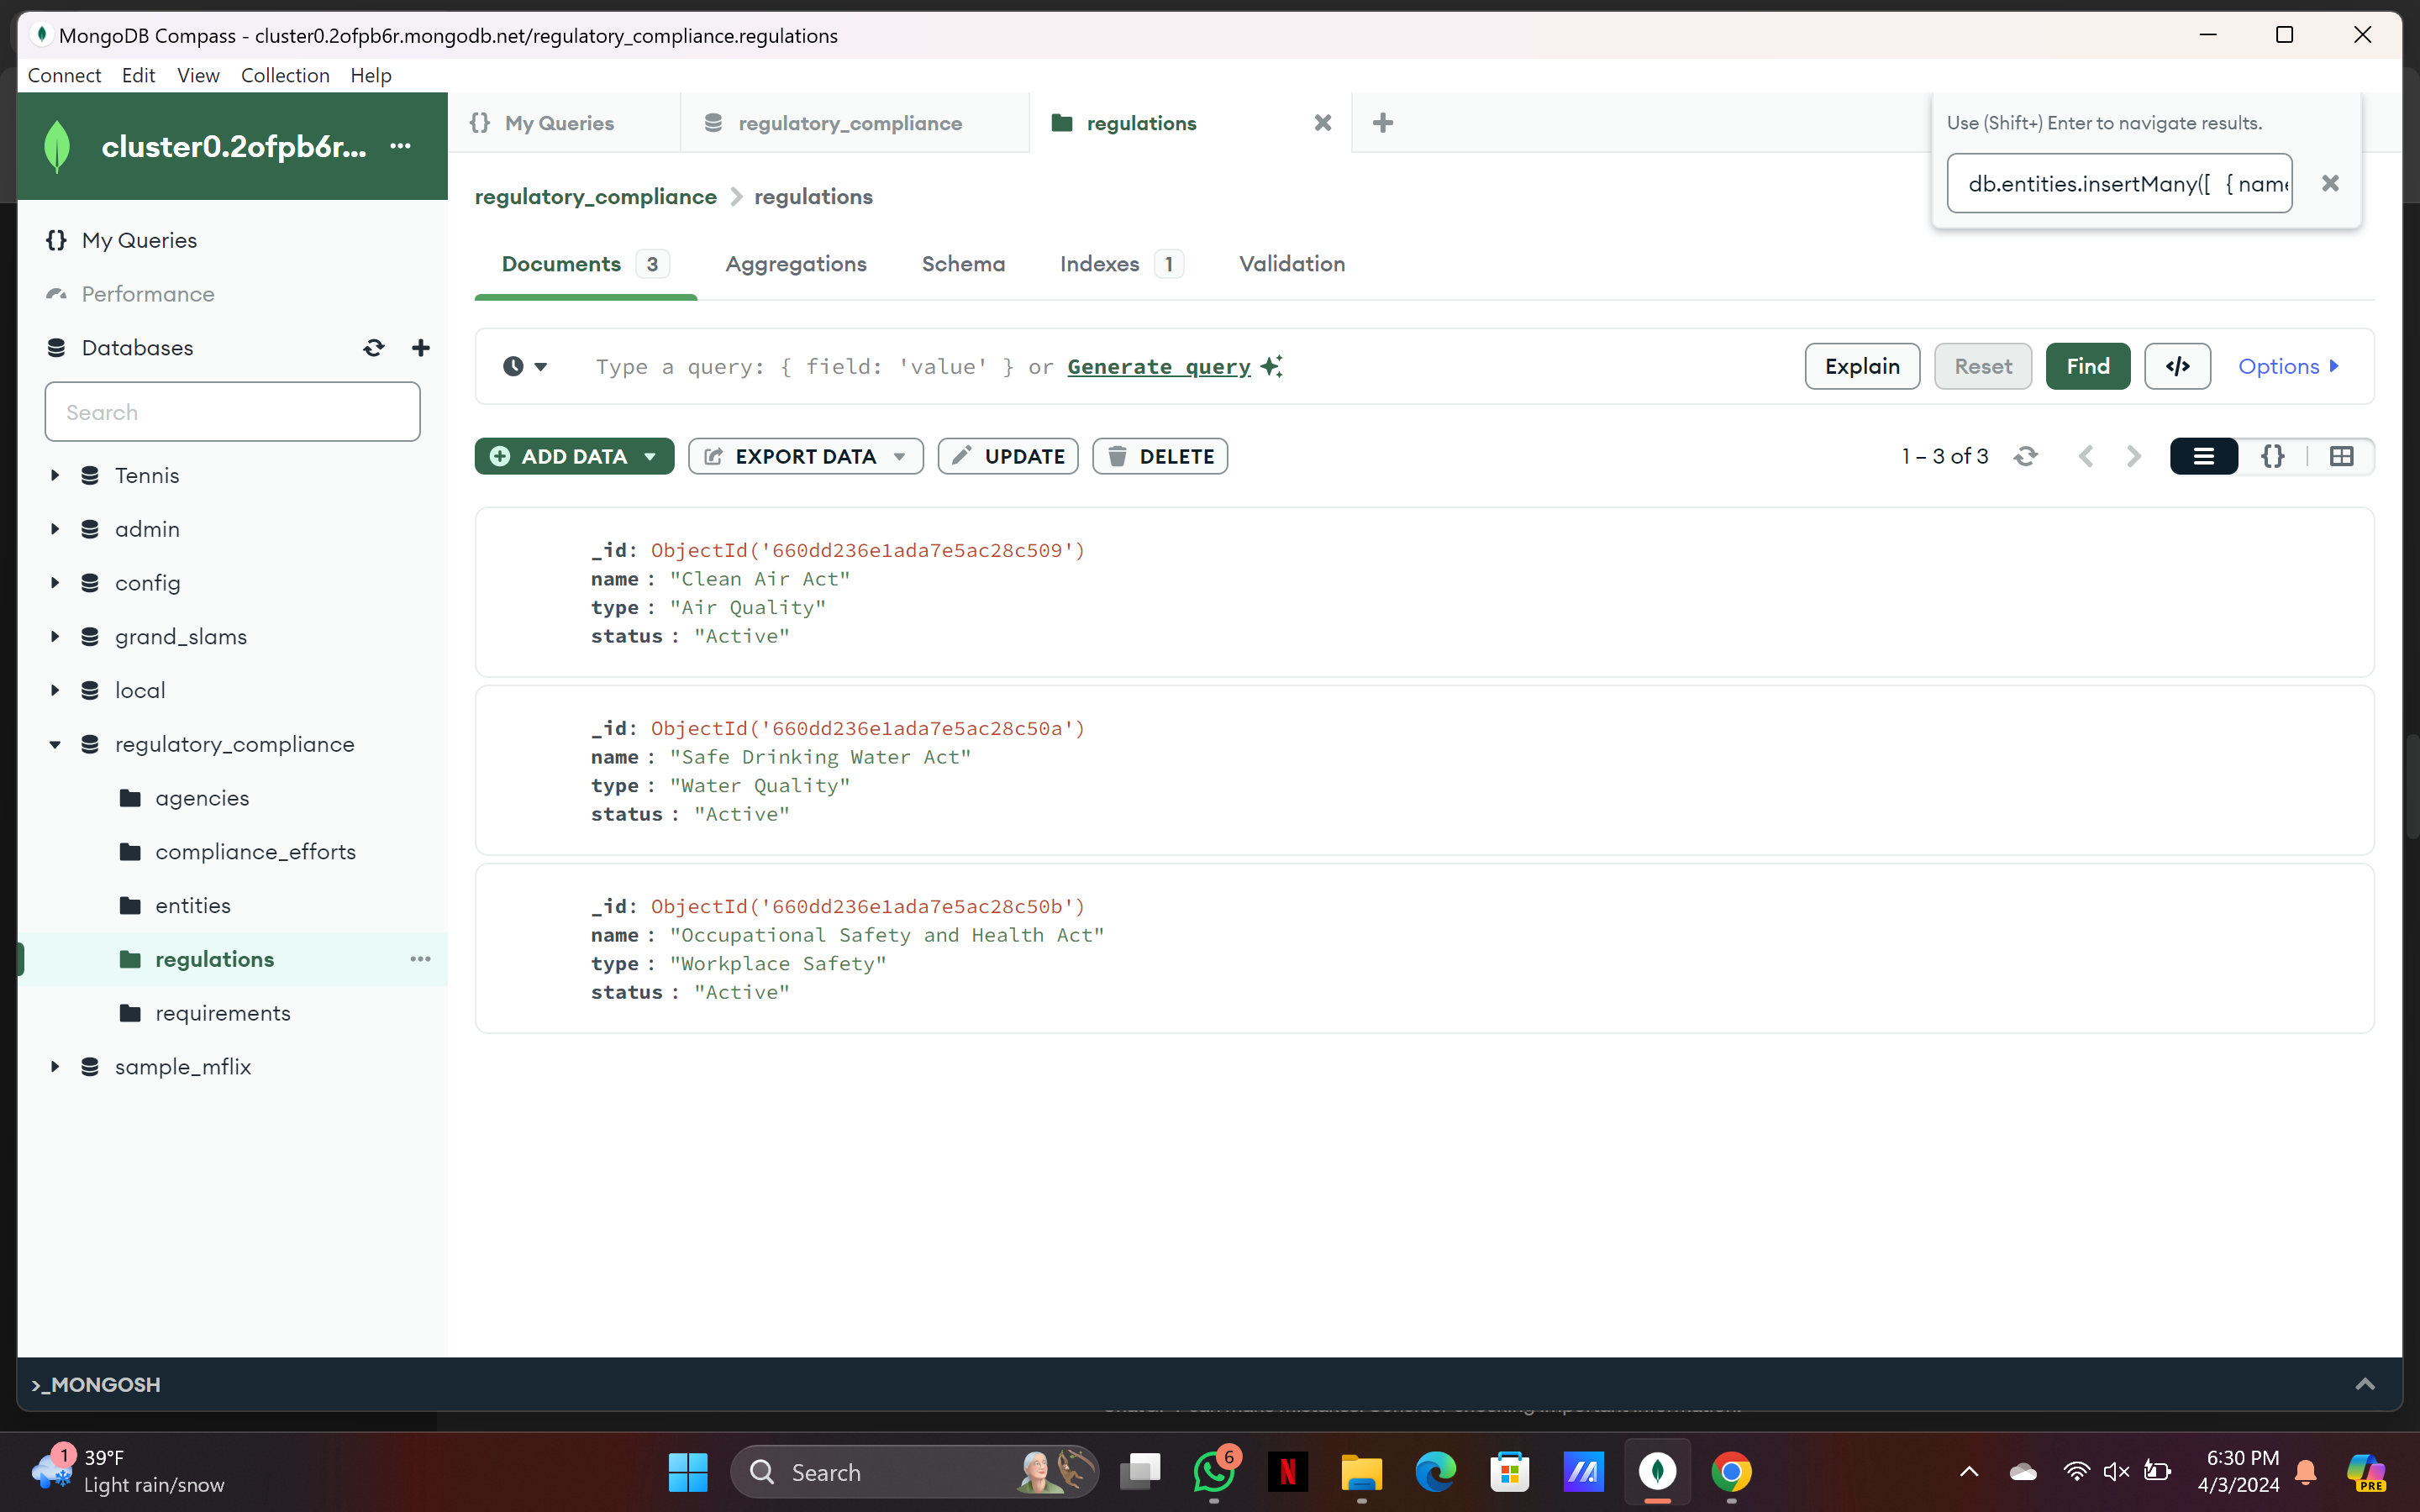 MongoDB Compass - cluster0.2ofpb6r.mongodb.net/regulatory_compliance.regulations
Connect Edit View Collection Help
cluster0.2ofpb6r... •••
{} My Queries
regulatory_compliance
regulations
Use (Shift+) Enter to navigate results.
db.entities.insertMany([ { name
regulatory_compliance > regulations
My Queries
Performance
Databases
Search
Tennis
admin
config
grand_slams
local
regulatory_compliance
agencies
compliance_efforts
entities
regulations •••
requirements
sample_mflix
Documents 3 Aggregations Schema Indexes 1 Validation
Type a query: { field: 'value' } or Generate query
Explain Reset Find </> Options
ADD DATA EXPORT DATA UPDATE DELETE
1 – 3 of 3 {}
_id: ObjectId('660dd236e1ada7e5ac28c509')
name : "Clean Air Act"
type : "Air Quality"
status : "Active"
_id: ObjectId('660dd236e1ada7e5ac28c50a')
name : "Safe Drinking Water Act"
type : "Water Quality"
status : "Active"
_id: ObjectId('660dd236e1ada7e5ac28c50b')
name : "Occupational Safety and Health Act"
type : "Workplace Safety"
status : "Active"
>_MONGOSH
1
39°F
Light rain/snow
Search
6
N
6:30 PM
4/3/2024
PRE